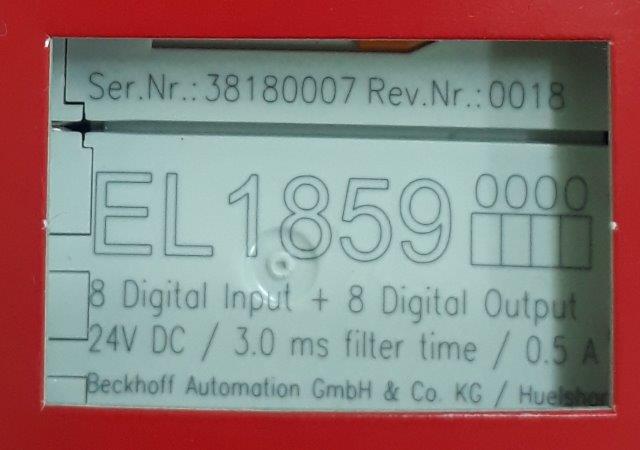 Ser.Nr.: 38180007 Rev.Nr.:0018
EL1859 0000
8 Digital Input + 8 Digital Output
24V DC / 3.0 ms filter time / 0.5 A
Beckhoff Automation GmbH & Co. KG /